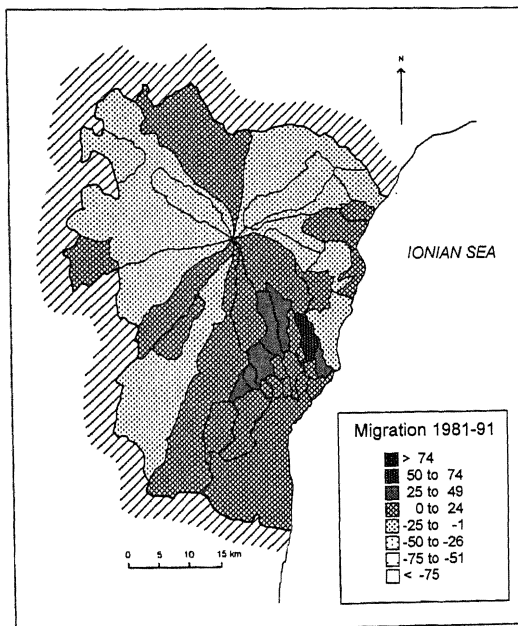 N
IONIAN SEA
Migration 1981-91
> 74
50 to 74
25 to 49
0 to 24
-25 to -1
-50 to -26
-75 to -51
< -75
0 5 10 15 km